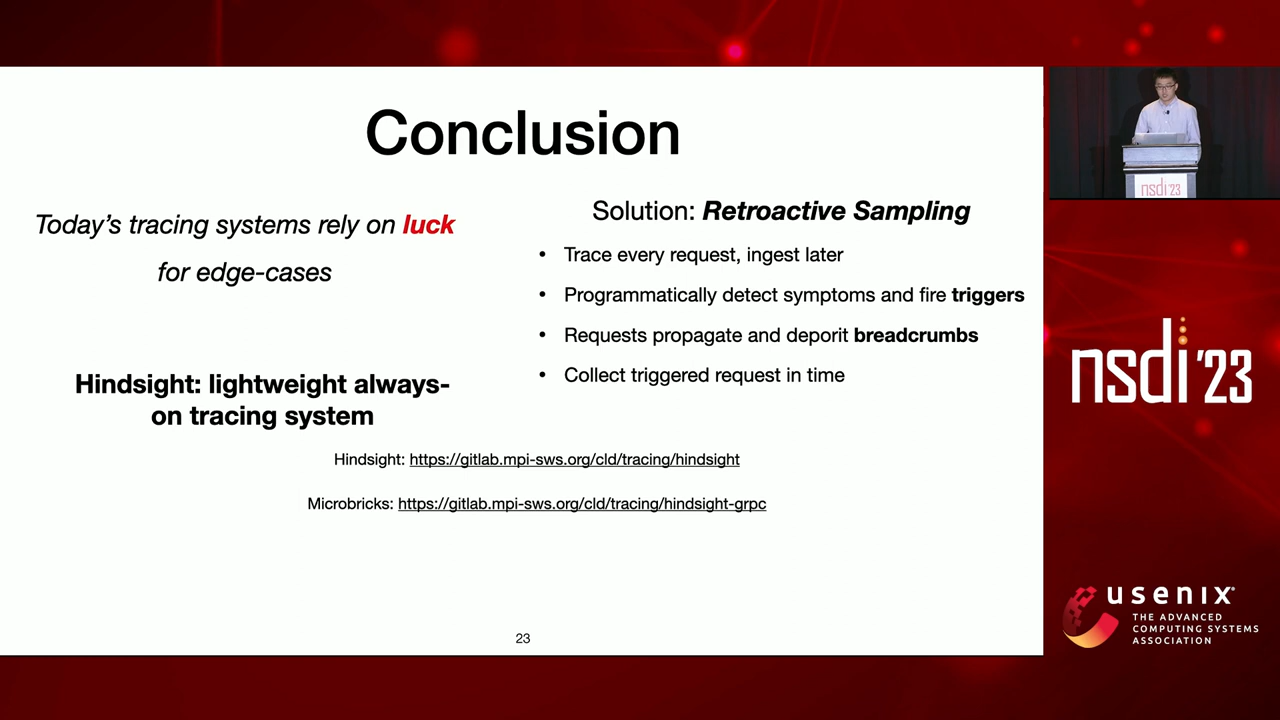 Conclusion
Today's tracing systems rely on luck
for edge-cases
Hindsight: lightweight always-
on tracing system
Solution: Retroactive Sampling
• Trace every request, ingest later
• Programmatically detect symptoms and fire triggers
• Requests propagate and deporit breadcrumbs
• Collect triggered request in time
Hindsight: https://gitlab.mpi-sws.org/cld/tracing/hindsight
Microbricks: https://gitlab.mpi-sws.org/cld/tracing/hindsight-grpc
23
nsdi'23
nsdi'23
usenix®
THE ADVANCED
COMPUTING SYSTEMS
ASSOCIATION